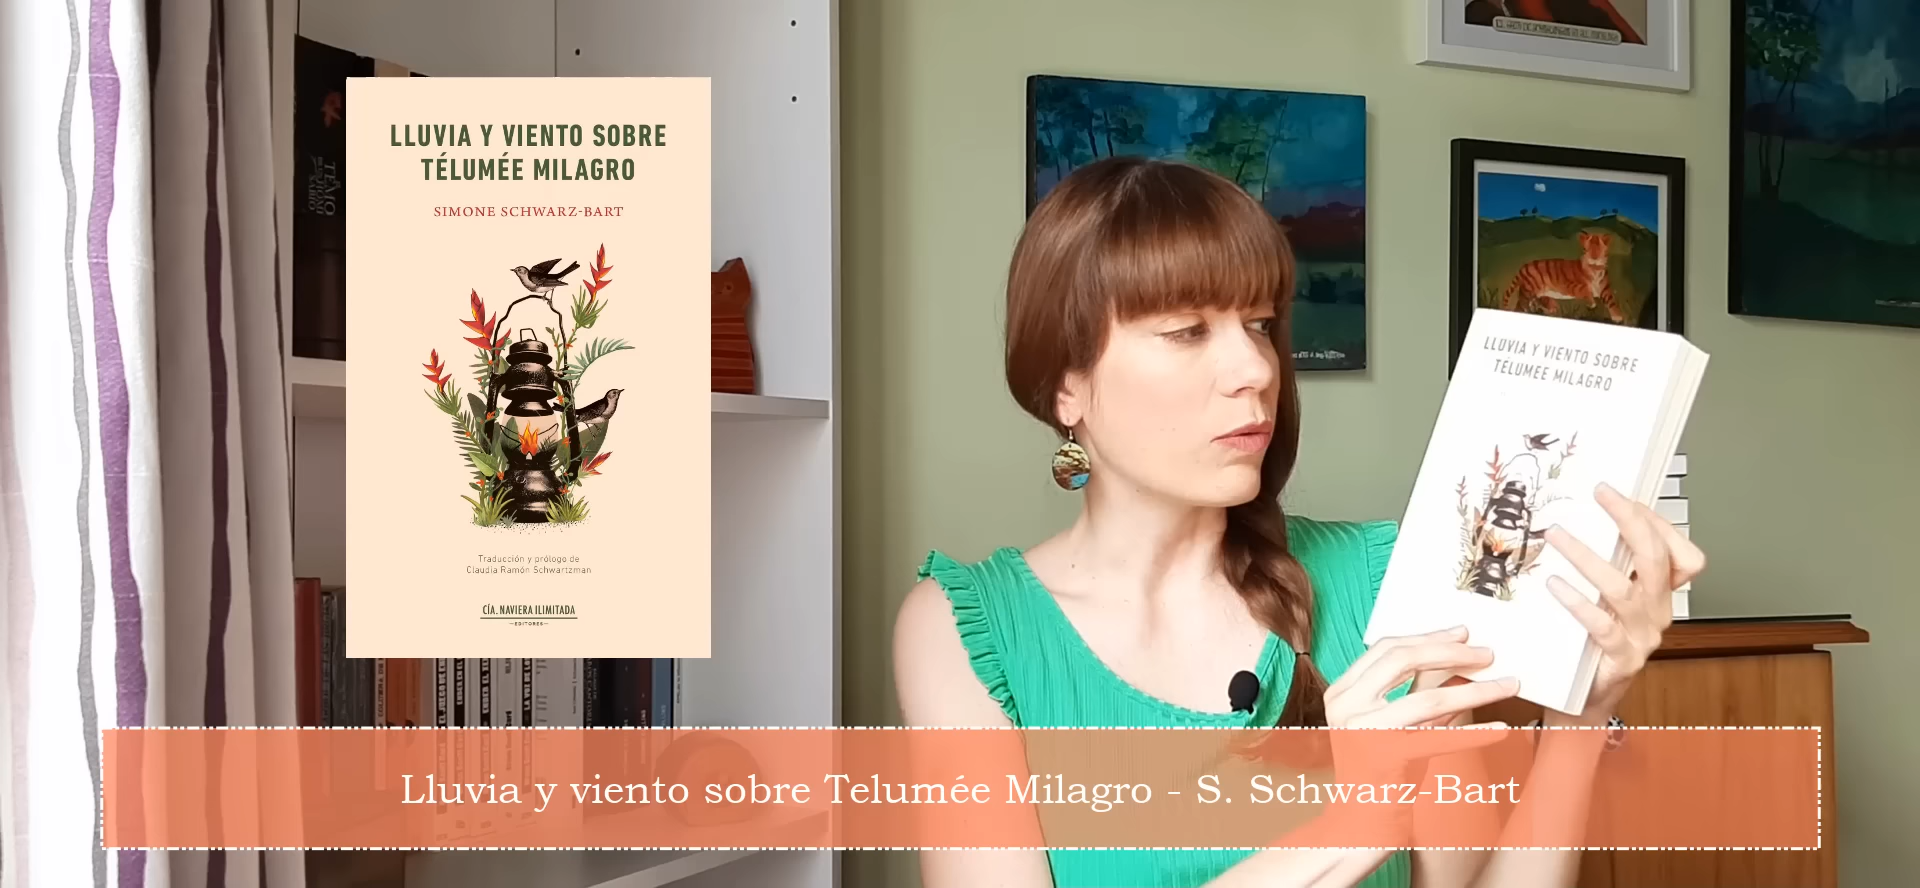 LLUVIA Y VIENTO SOBRE
TÉLUMÉE MILAGRO
SIMONE SCHWARZ-BART
Traducción y prólogo de
Claudia Ramón Schwartzman
CÍA. NAVIERA ILIMITADA
EDITORES
LLUVIA Y VIENTO SOBRE
TÉLUMÉE MILAGRO
Lluvia y viento sobre Telumée Milagro - S. Schwarz-Bart